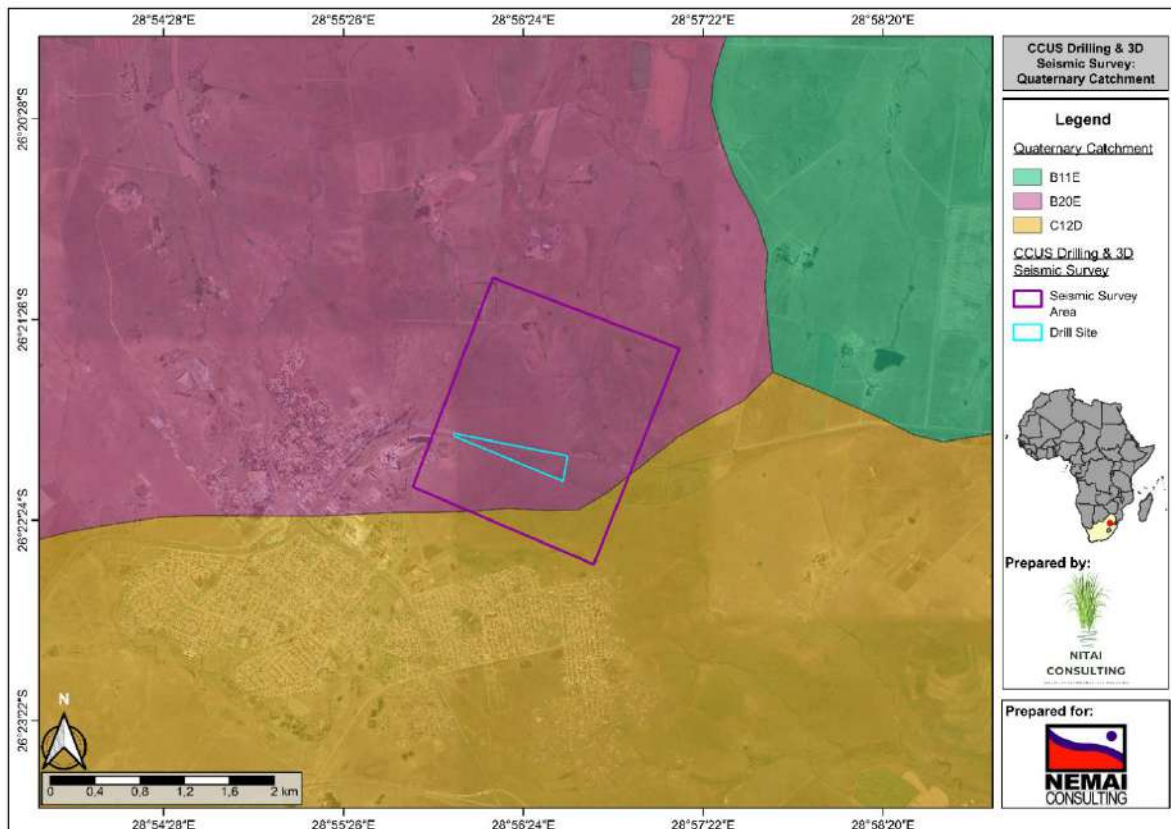 28°54'28"E 28°55'26"E 28°56'24"E 28°57'22"E 28°58'20"E
26°20'28"S
26°21'26"S
26°22'24"S
26°23'22"S
N
0 0,4 0,8 1,2 1,6 2 km
28°54'28"E 28°55'26"E 28°56'24"E 28°57'22"E 28°58'20"E
CCUS Drilling & 3D
Seismic Survey:
Quaternary Catchment
Legend
Quaternary Catchment
B11E
B20E
C12D
CCUS Drilling & 3D
Seismic Survey
Seismic Survey
Area
Drill Site
Prepared by:
NITAI
CONSULTING
Prepared for:
NEMAI
CONSULTING